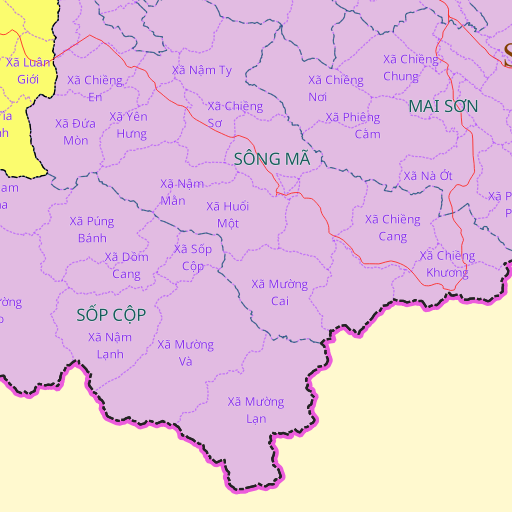 Xã Luân
Giới
Xã Chiềng
En
Xã Nậm Ty
Xã Chiềng
Chung
Xã Chiềng
Nơi
MAI SƠN
Xã Chiềng
Sơ
Xã Yên
Hưng
Xã Đứa
Mòn
Xã Phiêng
Cằm
SÔNG MÃ
Xã Nà Ớt
Xã Nậm
Mằn
Xã Huổi
Một
Xã Púng
Bánh
Xã Chiềng
Cang
Xã Sốp
Cộp
Xã Dồm
Cang
Xã Chiềng
Khương
Xã Mường
Cai
SỐP CỘP
Xã Nậm
Lạnh
Xã Mường
Và
Xã Mường
Lạn